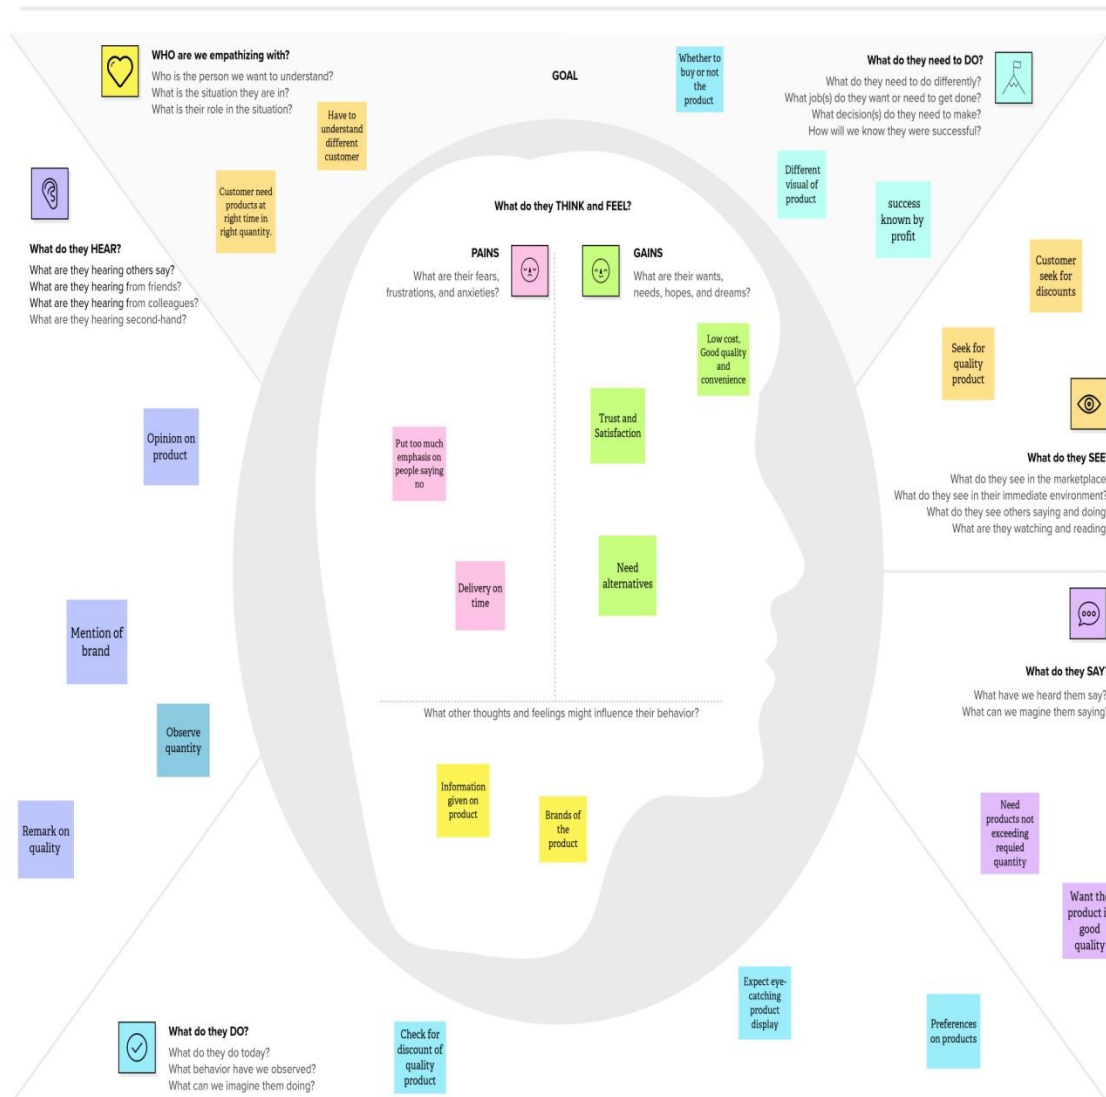 WHO are we empathizing with?
Who is the person we want to understand?
What is the situation they are in?
What is their role in the situation?
Have to
understand
different
customer
Customer need
products at
right time in
right quantity.
GOAL
Whether to
buy or not
the
product
What do they need to DO?
What do they need to do differently?
What job(s) do they want or need to get done?
What decision(s) do they need to make?
How will we know they were successful?
Different
visual of
product
success
known by
profit
What do they HEAR?
What are they hearing others say?
What are they hearing from friends?
What are they hearing from colleagues?
What are they hearing second-hand?
Opinion on
product
Mention of
brand
Observe
quantity
Remark on
quality
What do they THINK and FEEL?
PAINS
What are their fears,
frustrations, and anxieties?
Put too much
emphasis on
people saying
no
Delivery on
time
GAINS
What are their wants,
needs, hopes, and dreams?
Low cost,
Good quality
and
convenience
Trust and
Satisfaction
Need
alternatives
What other thoughts and feelings might influence their behavior?
Information
given on
product
Brands of
the
product
Customer
seek for
discounts
Seek for
quality
product
What do they SEE
What do they see in the marketplace
What do they see in their immediate environment?
What do they see others saying and doing
What are they watching and reading
What do they SAY?
What have we heard them say?
What can we magine them saying?
Need
products not
exceeding
requied
quantity
Want the
product i
good
quality
What do they DO?
What do they do today?
What behavior have we observed?
What can we imagine them doing?
Check for
discount of
quality
product
Expect eye-
catching
product
display
Preferences
on products